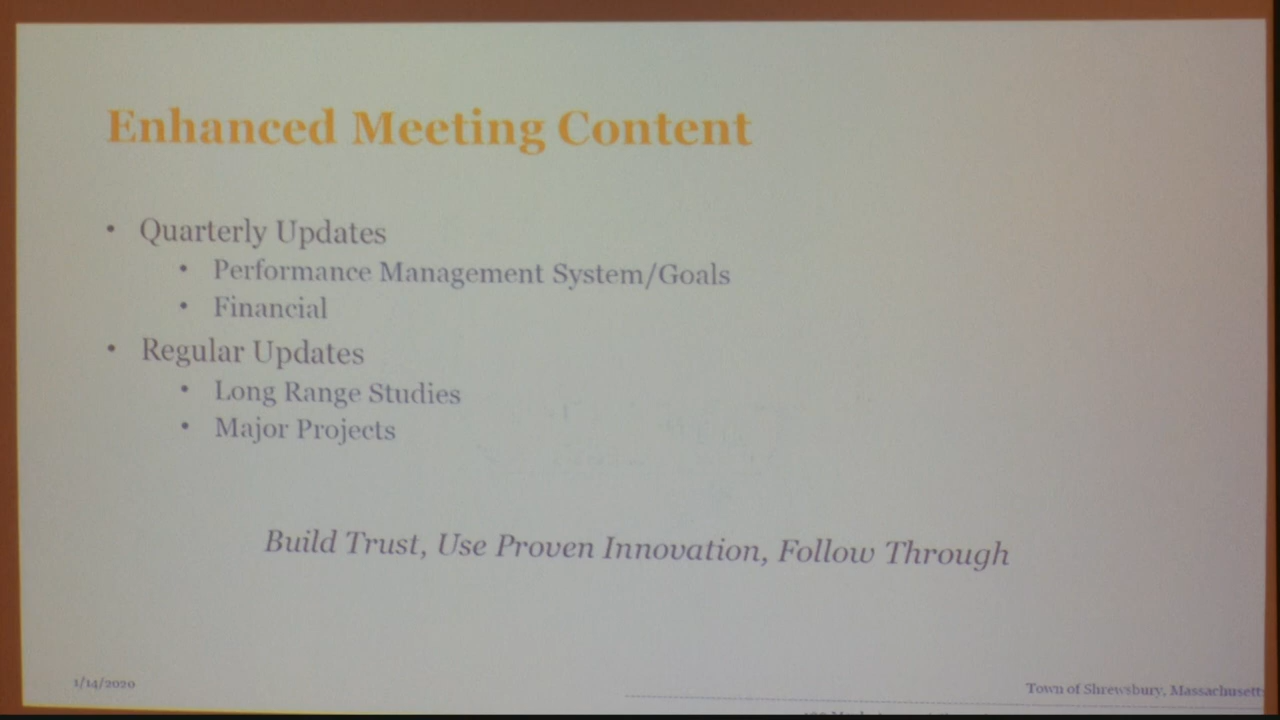 Enhanced Meeting Content
• Quarterly Updates
• Performance Management System/Goals
• Financial
• Regular Updates
• Long Range Studies
• Major Projects
Build Trust, Use Proven Innovation, Follow Through
1/14/2020
Town of Shrewsbury, Massachusett